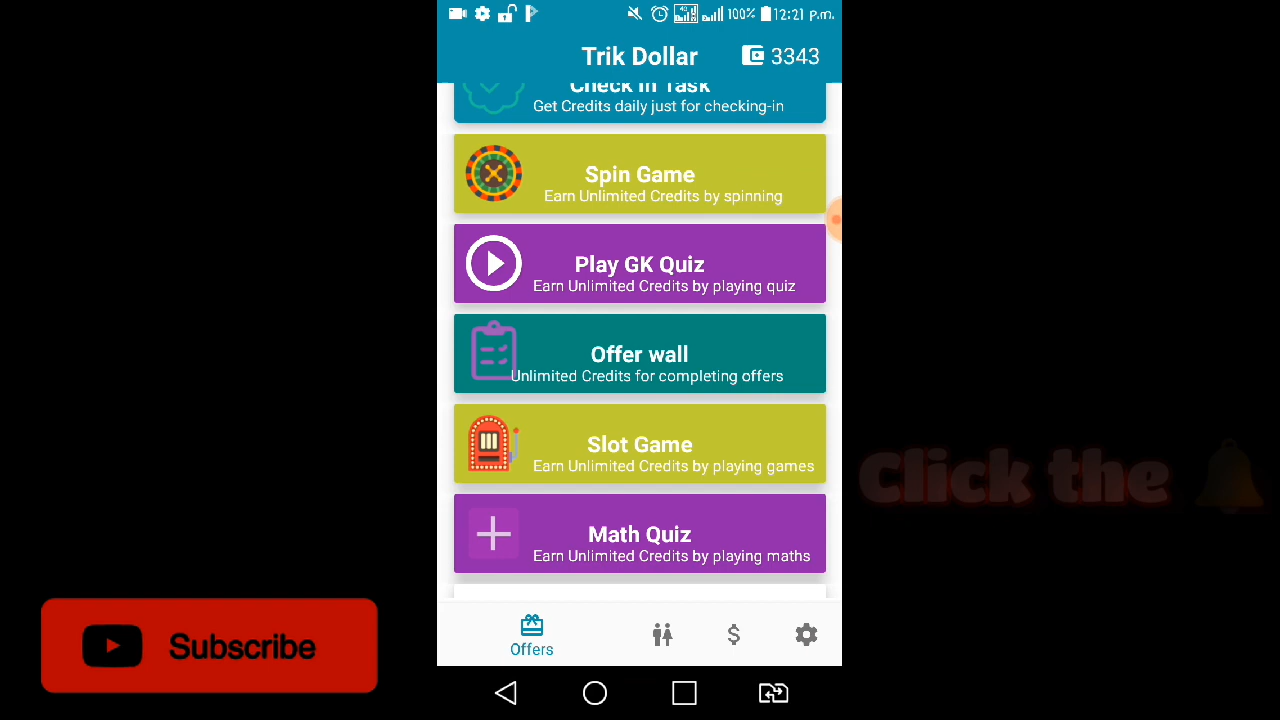 100% 12:21 p.m.
Trik Dollar
3343
Check in Task
Get Credits daily just for checking-in
Spin Game
Earn Unlimited Credits by spinning
Play GK Quiz
Earn Unlimited Credits by playing quiz
Offer wall
Unlimited Credits for completing offers
Slot Game
Earn Unlimited Credits by playing games
Math Quiz
Earn Unlimited Credits by playing maths
Offers
$
Subscribe
Click the